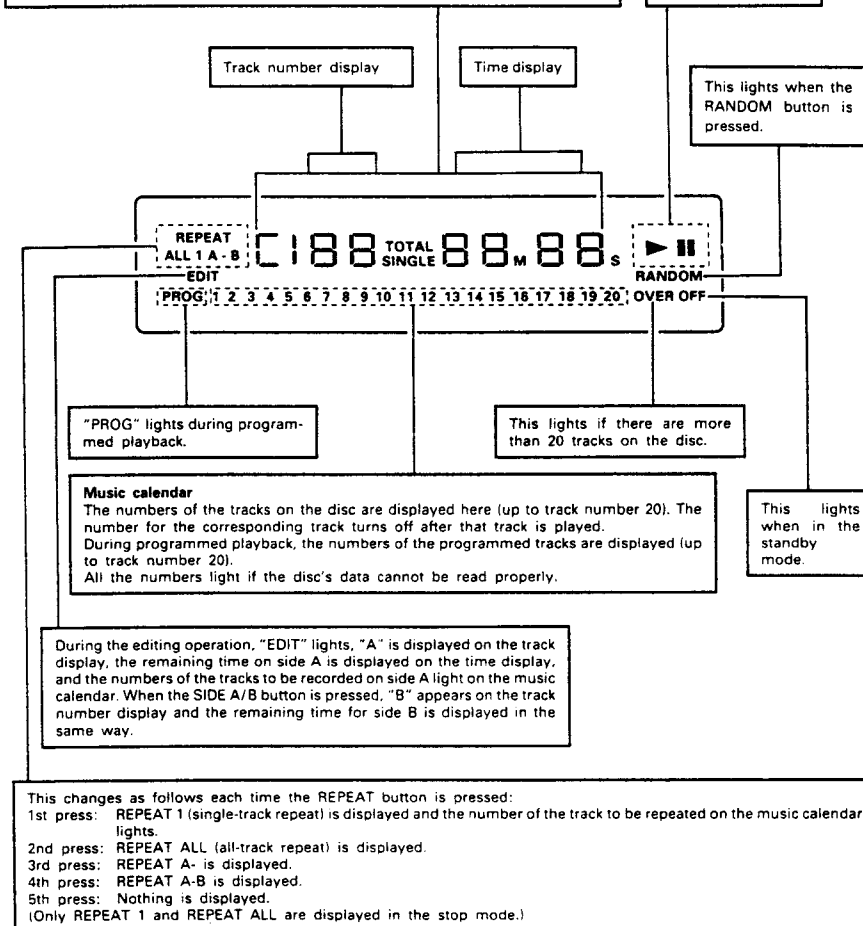 Track number display
Time display
This lights when the
RANDOM button is
pressed.
REPEAT
ALL 1 A - B
EDIT
TOTAL
SINGLE
88 M 88 S
RANDOM
PROG 1 2 3 4 5 6 7 8 9 10 11 12 13 14 15 16 17 18 19 20 OVER OFF
"PROG" lights during program-
med playback.
This lights if there are more
than 20 tracks on the disc.
Music calendar
The numbers of the tracks on the disc are displayed here (up to track number 20). The
number for the corresponding track turns off after that track is played.
During programmed playback, the numbers of the programmed tracks are displayed (up
to track number 20).
All the numbers light if the disc's data cannot be read properly.
This lights
when in the
standby
mode.
During the editing operation, "EDIT" lights, "A" is displayed on the track
display, the remaining time on side A is displayed on the time display,
and the numbers of the tracks to be recorded on side A light on the music
calendar. When the SIDE A/B button is pressed, "B" appears on the track
number display and the remaining time for side B is displayed in the
same way.
This changes as follows each time the REPEAT button is pressed:
1st press: REPEAT 1 (single-track repeat) is displayed and the number of the track to be repeated on the music calendar
lights.
2nd press: REPEAT ALL (all-track repeat) is displayed.
3rd press: REPEAT A- is displayed.
4th press: REPEAT A-B is displayed.
5th press: Nothing is displayed.
(Only REPEAT 1 and REPEAT ALL are displayed in the stop mode.)